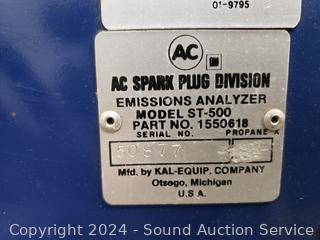 01-9795
AC GM
AC SPARK PLUG DIVISION
EMISSIONS ANALYZER
MODEL ST-500
PART NO. 1550618
SERIAL NO. PROPANE X
50977
Mfd. by KAL-EQUIP. COMPANY
Otsego, Michigan
U.S.A.
Copyright 2024 - Sound Auction Service